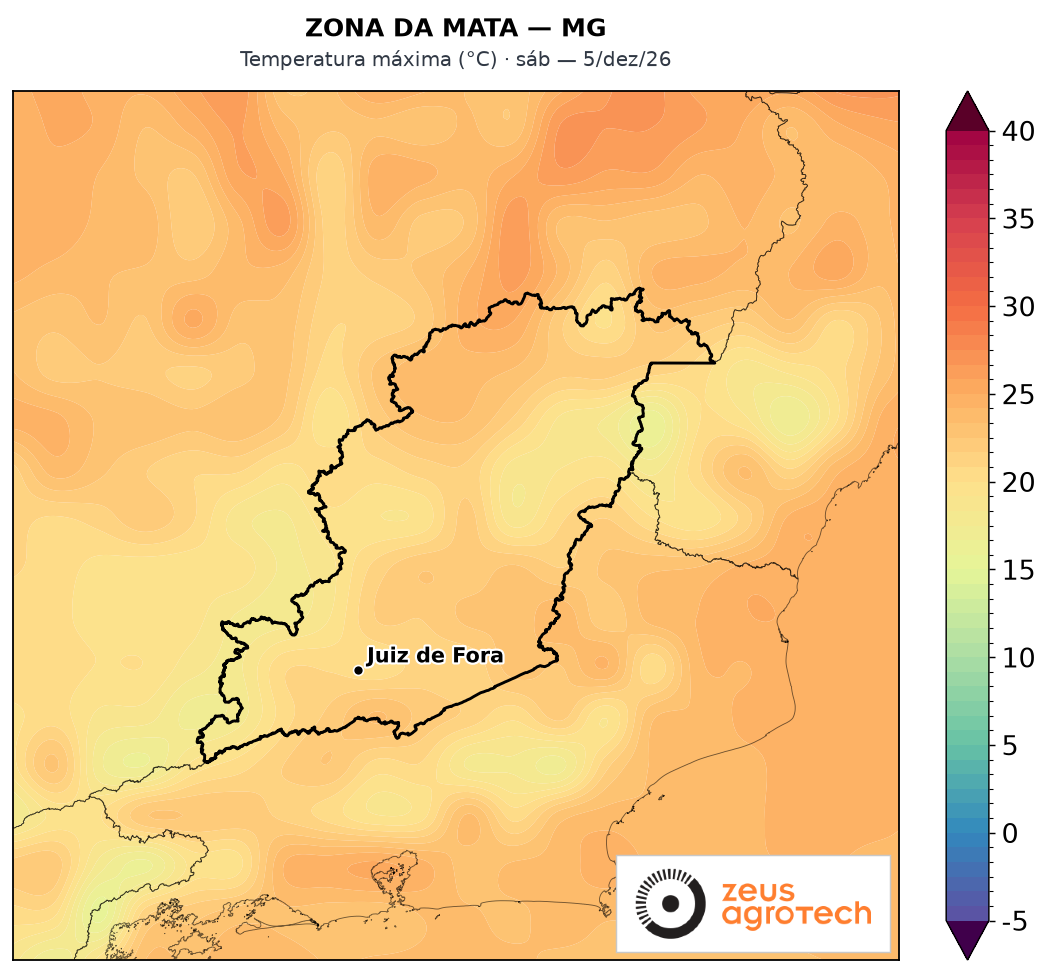 ZONA DA MATA — MG
Temperatura máxima (°C) · sáb — 5/dez/26
40
35
30
25
20
15
10
5
0
-5
Juiz de Fora
zeus
agrotech